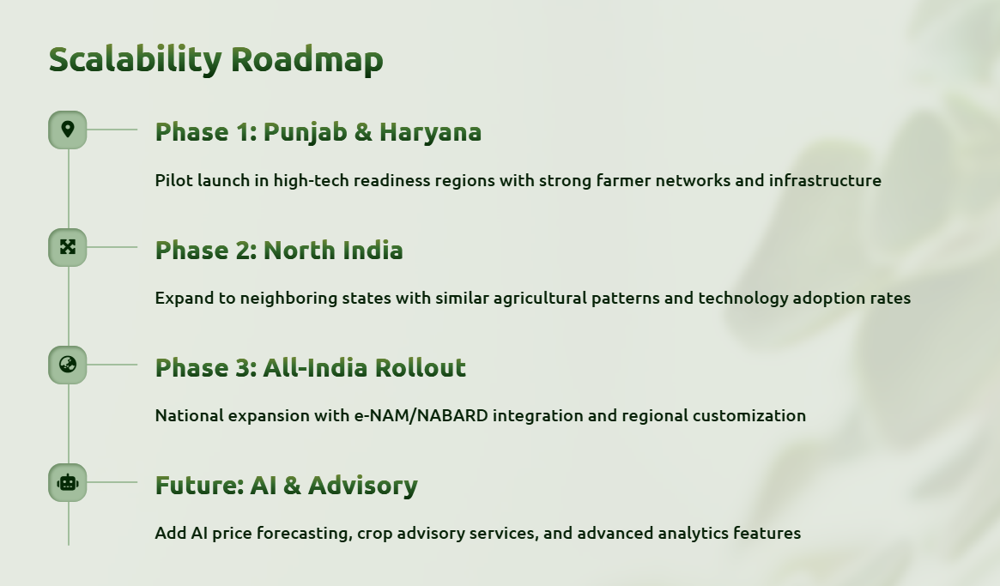 Scalability Roadmap
Phase 1: Punjab & Haryana
Pilot launch in high-tech readiness regions with strong farmer networks and infrastructure
Phase 2: North India
Expand to neighboring states with similar agricultural patterns and technology adoption rates
Phase 3: All-India Rollout
National expansion with e-NAM/NABARD integration and regional customization
Future: AI & Advisory
Add AI price forecasting, crop advisory services, and advanced analytics features